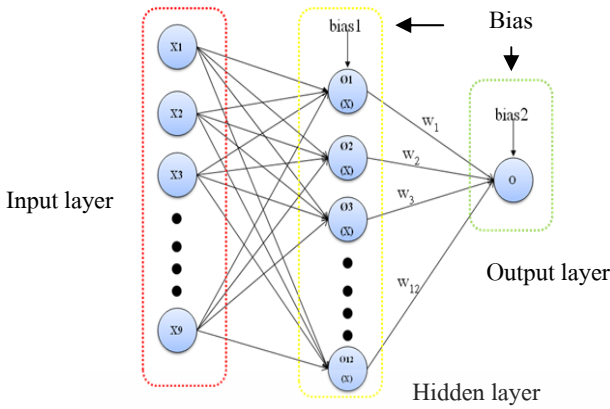 Bias
bias1
bias2
Input layer
X1
X2
X3
X9
O1
(X)
O2
(X)
O3
(X)
O12
(X)
W1
W2
W3
W12
O
Output layer
Hidden layer